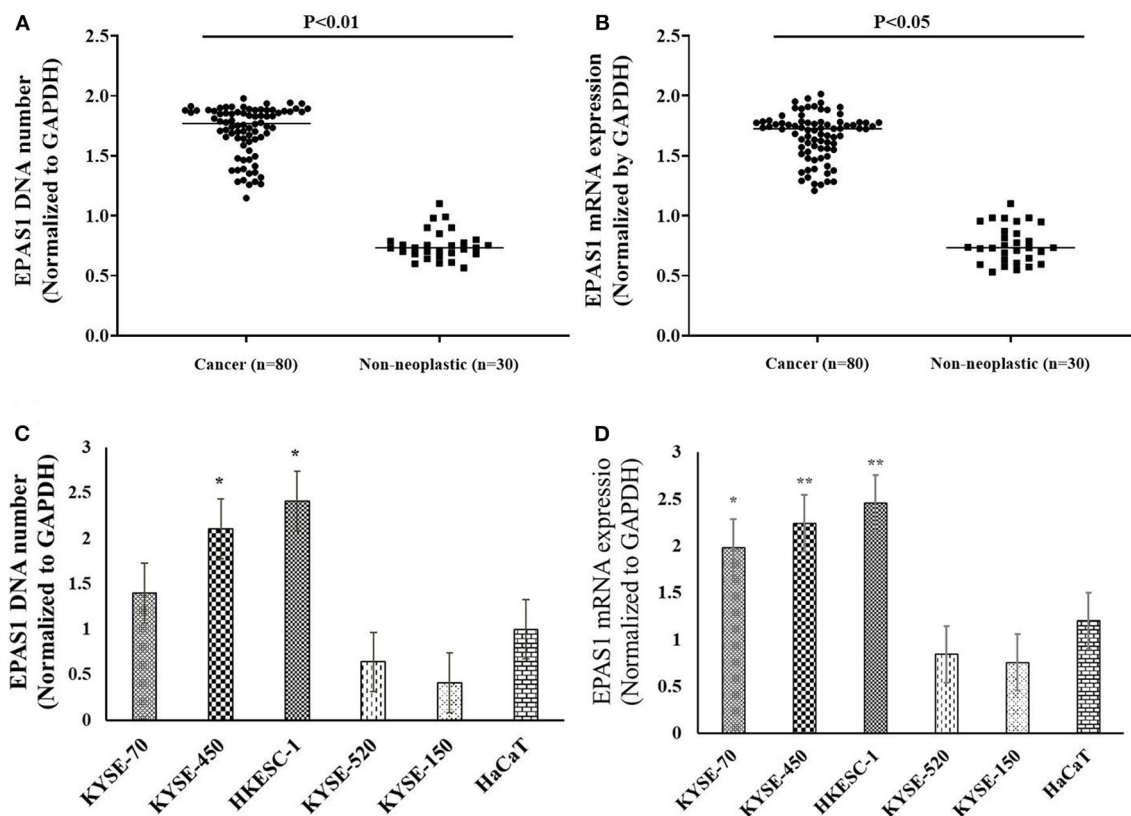 A
P<0.01
EPAS1 DNA number
(Normalized to GAPDH)
2.5
2.0
1.5
1.0
0.5
0.0
Cancer (n=80)
Non-neoplastic (n=30)
B
P<0.05
EPAS1 mRNA expression
(Normalized by GAPDH)
2.5
2.0
1.5
1.0
0.5
0.0
Cancer (n=80)
Non-neoplastic (n=30)
C
EPAS1 DNA number
(Normalized to GAPDH)
3
2.5
2
1.5
1
0.5
0
*
*
KYSE-70
KYSE-450
HKESC-1
KYSE-520
KYSE-150
HaCaT
D
EPAS1 mRNA expressio
(Normalized to GAPDH)
3
2.5
2
1.5
1
0.5
0
*
**
**
KYSE-70
KYSE-450
HKESC-1
KYSE-520
KYSE-150
HaCaT